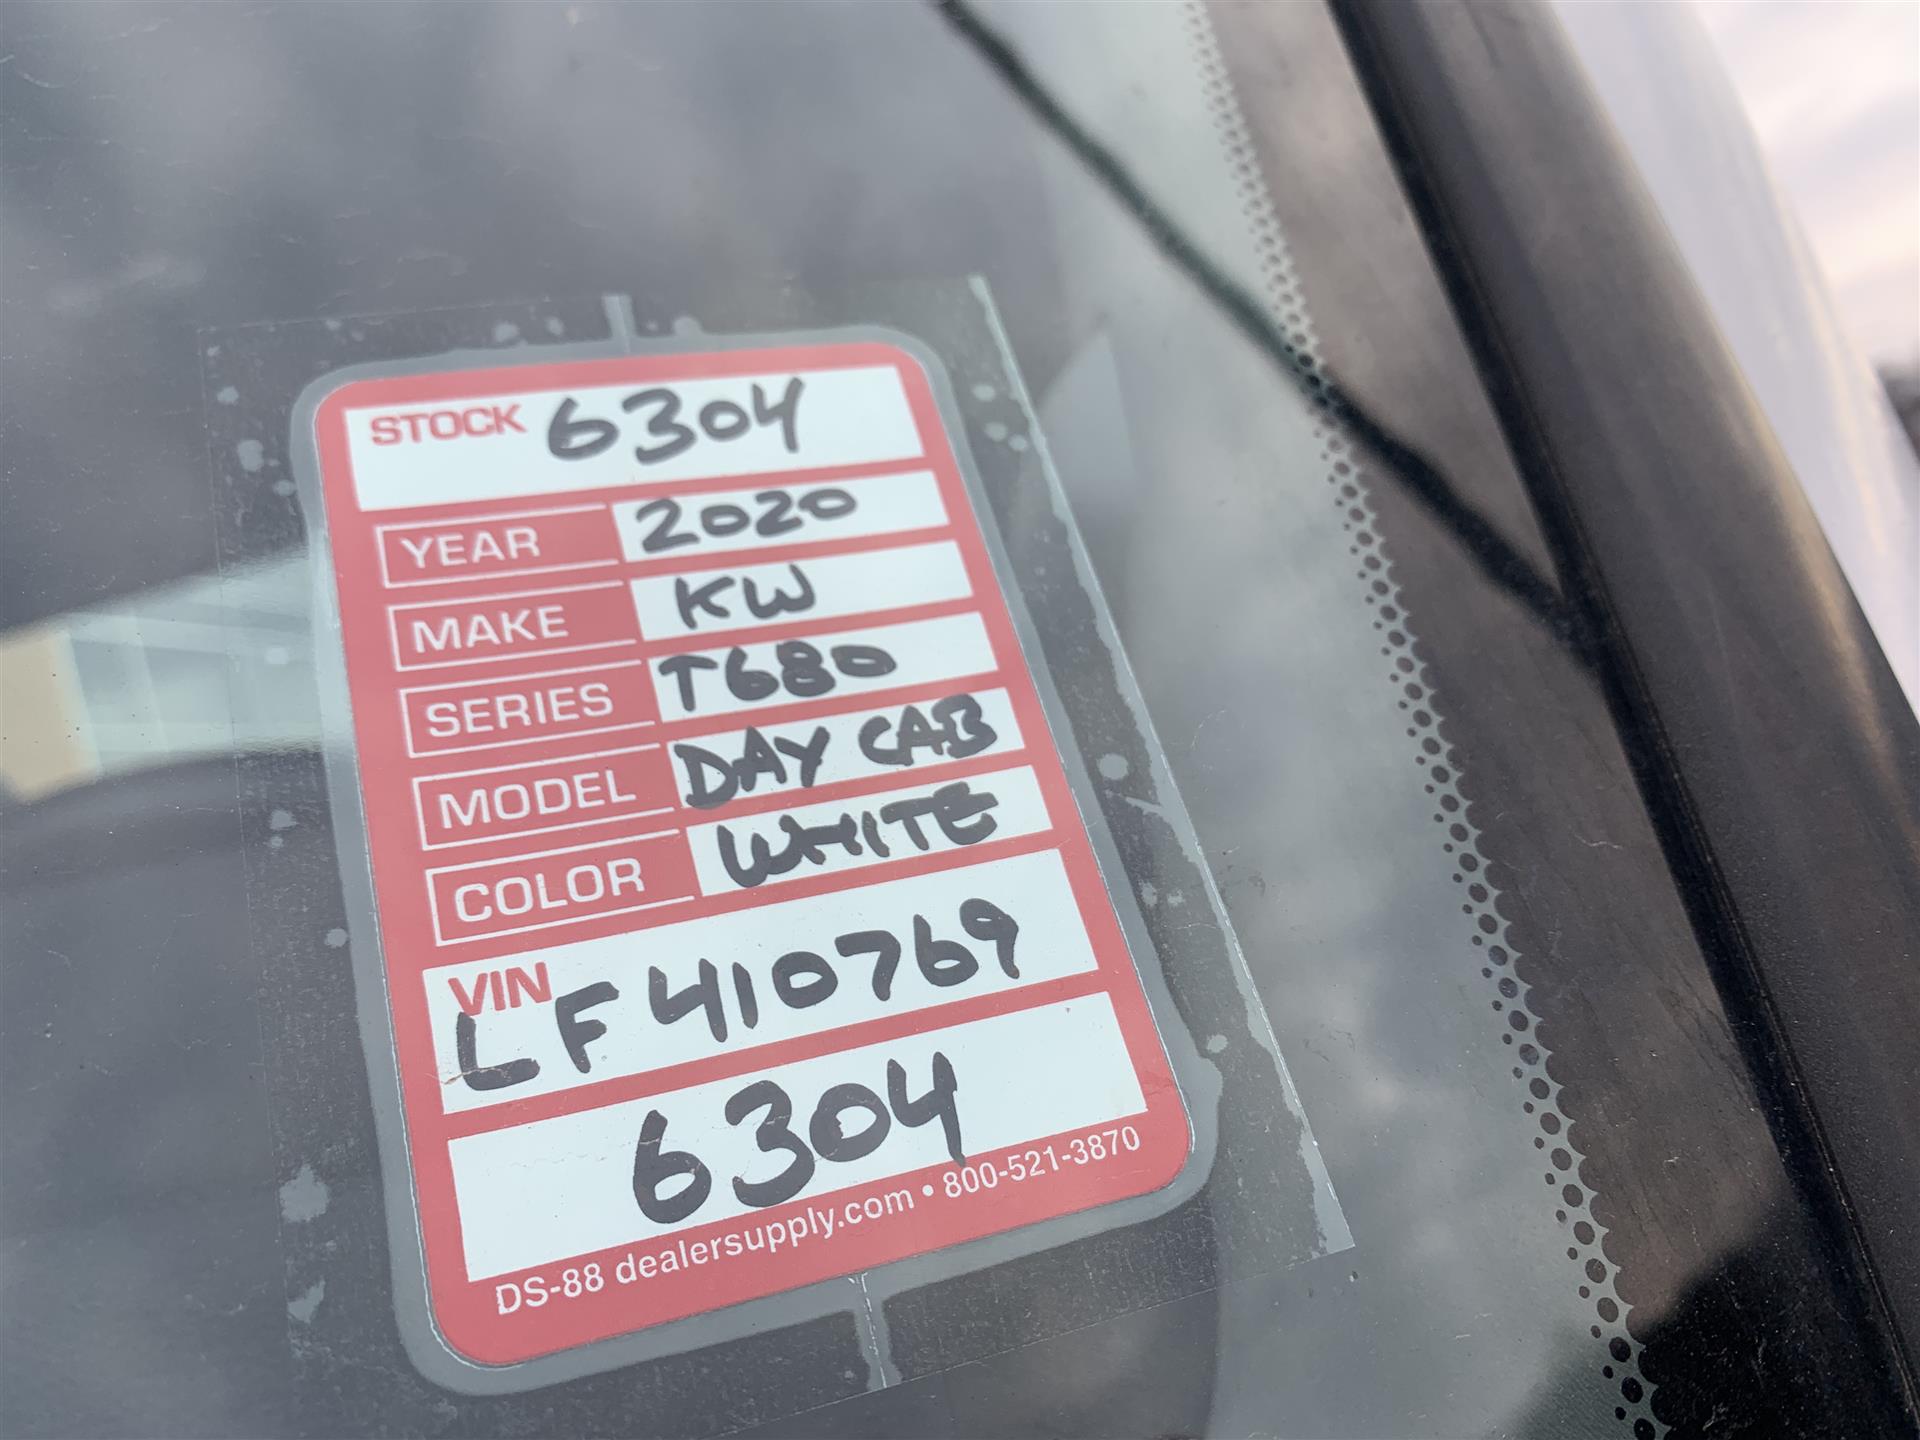 STOCK 6304
YEAR 2020
MAKE KW
SERIES T680
MODEL DAY CAB
COLOR WHITE
VIN LF410769
6304
DS-88 dealersupply.com • 800-521-3870